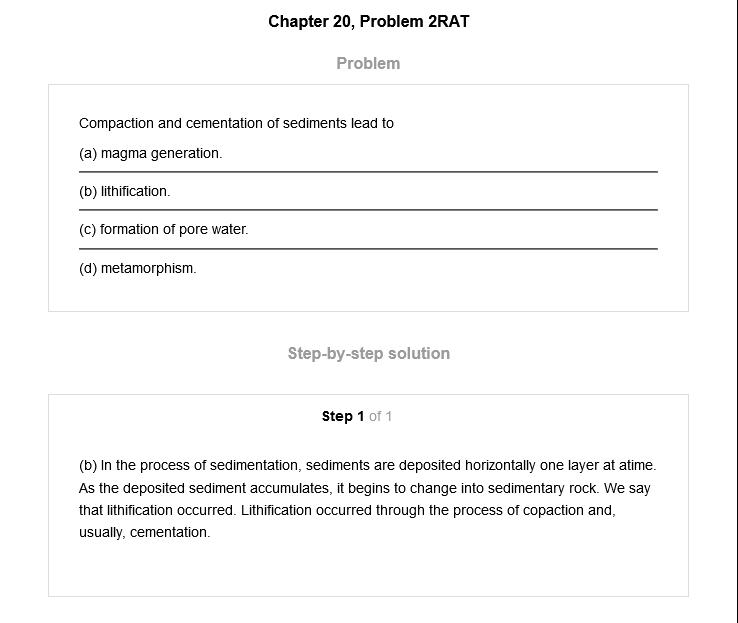 Chapter 20, Problem 2RAT
Problem
Compaction and cementation of sediments lead to
(a) magma generation.
(b) lithification.
(c) formation of pore water.
(d) metamorphism.
Step-by-step solution
Step 1 of 1
(b) In the process of sedimentation, sediments are deposited horizontally one layer at atime.
As the deposited sediment accumulates, it begins to change into sedimentary rock. We say
that lithification occurred. Lithification occurred through the process of copaction and,
usually, cementation.